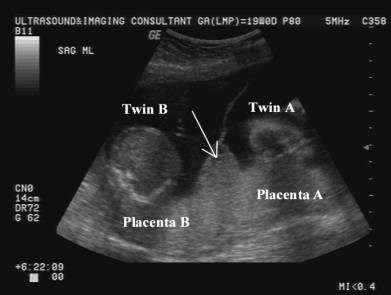 ULTRASOUND&IMAGING CONSULTANT GA(LMP)=19W0D P80 5MHz C358
B11
GE
SAG ML
Twin B
Twin A
Placenta A
Placenta B
CN0
14cm
DR72
G 62
+6:22:09
00
MI<0.4